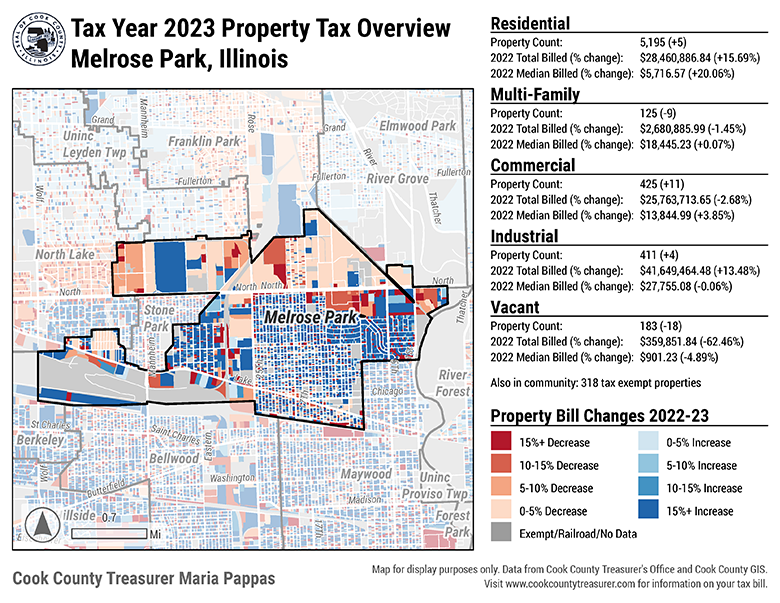 Tax Year 2023 Property Tax Overview
Melrose Park, Illinois
Residential
Property Count: 5,195 (+5)
2022 Total Billed (% change): $28,460,886.84 (+15.69%)
2022 Median Billed (% change): $5,716.57 (+20.06%)
Multi-Family
Property Count: 125 (-9)
2022 Total Billed (% change): $2,680,885.99 (-1.45%)
2022 Median Billed (% change): $18,445.23 (+0.07%)
Commercial
Property Count: 425 (+11)
2022 Total Billed (% change): $25,763,713.65 (-2.68%)
2022 Median Billed (% change): $13,844.99 (+3.85%)
Industrial
Property Count: 411 (+4)
2022 Total Billed (% change): $41,649,464.48 (+13.48%)
2022 Median Billed (% change): $27,755.08 (-0.06%)
Vacant
Property Count: 183 (-18)
2022 Total Billed (% change): $359,851.84 (-62.46%)
2022 Median Billed (% change): $901.23 (-4.89%)
Also in community: 318 tax exempt properties
Property Bill Changes 2022-23
15%+ Decrease
10-15% Decrease
5-10% Decrease
0-5% Decrease
Exempt/Railroad/No Data
0-5% Increase
5-10% Increase
10-15% Increase
15%+ Increase
Grand
Mannheim
Rose
Grand
Elmwood Park
Uninc
Leyden Twp
Franklin Park
River
Fullerton
Fullerton
Fullerton
River Grove
Wolf
Thatcher
North Lake
North
North
North
North
Stone
Park
Melrose Park
Thatcher
Mannheim
Lake
River
Forest
Chicago
St Charles
Saint Charles
Berkeley
Bellwood
Eastern
Washington
Maywood
Uninc
Proviso Twp
Wolf
Butterfield
Madison
Hillside
17th
Forest
Park
0.7
Mi
Cook County Treasurer Maria Pappas
Map for display purposes only. Data from Cook County Treasurer's Office and Cook County GIS.
Visit www.cookcountytreasurer.com for information on your tax bill.